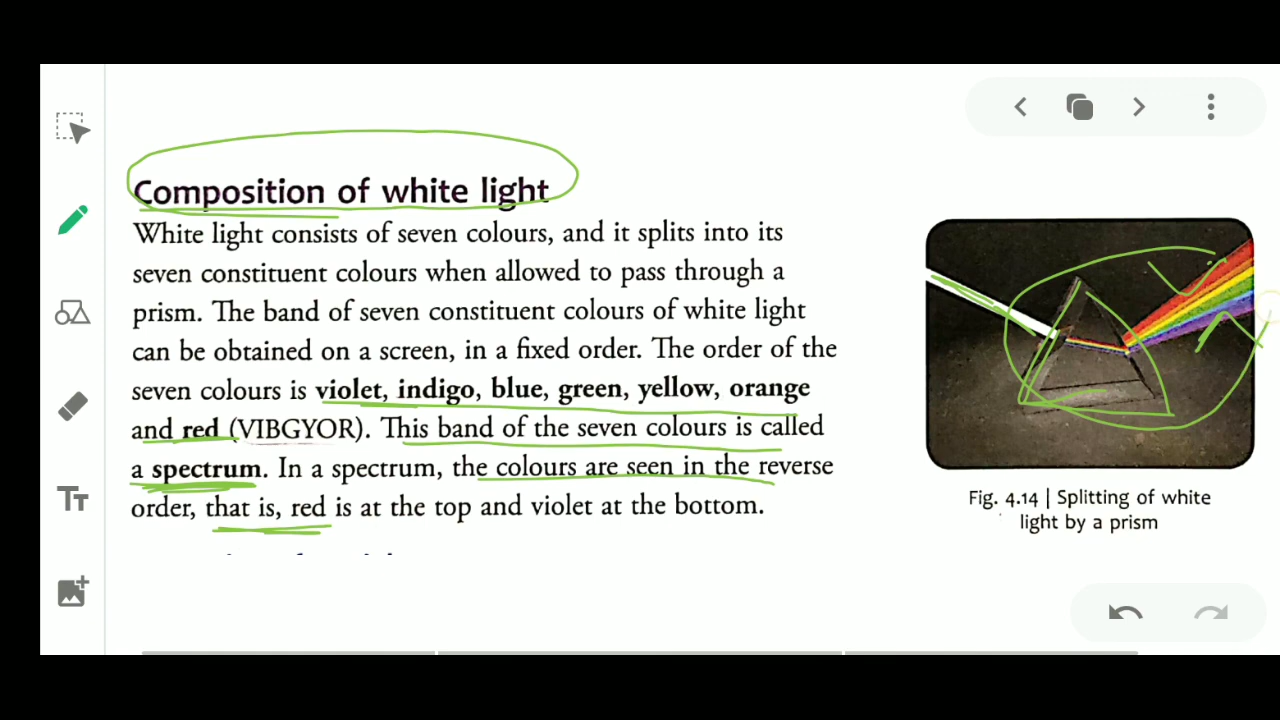 Composition of white light
White light consists of seven colours, and it splits into its
seven constituent colours when allowed to pass through a
prism. The band of seven constituent colours of white light
can be obtained on a screen, in a fixed order. The order of the
seven colours is violet, indigo, blue, green, yellow, orange
and red (VIBGYOR). This band of the seven colours is called
a spectrum. In a spectrum, the colours are seen in the reverse
order, that is, red is at the top and violet at the bottom.
Fig. 4.14 | Splitting of white
light by a prism
Tт